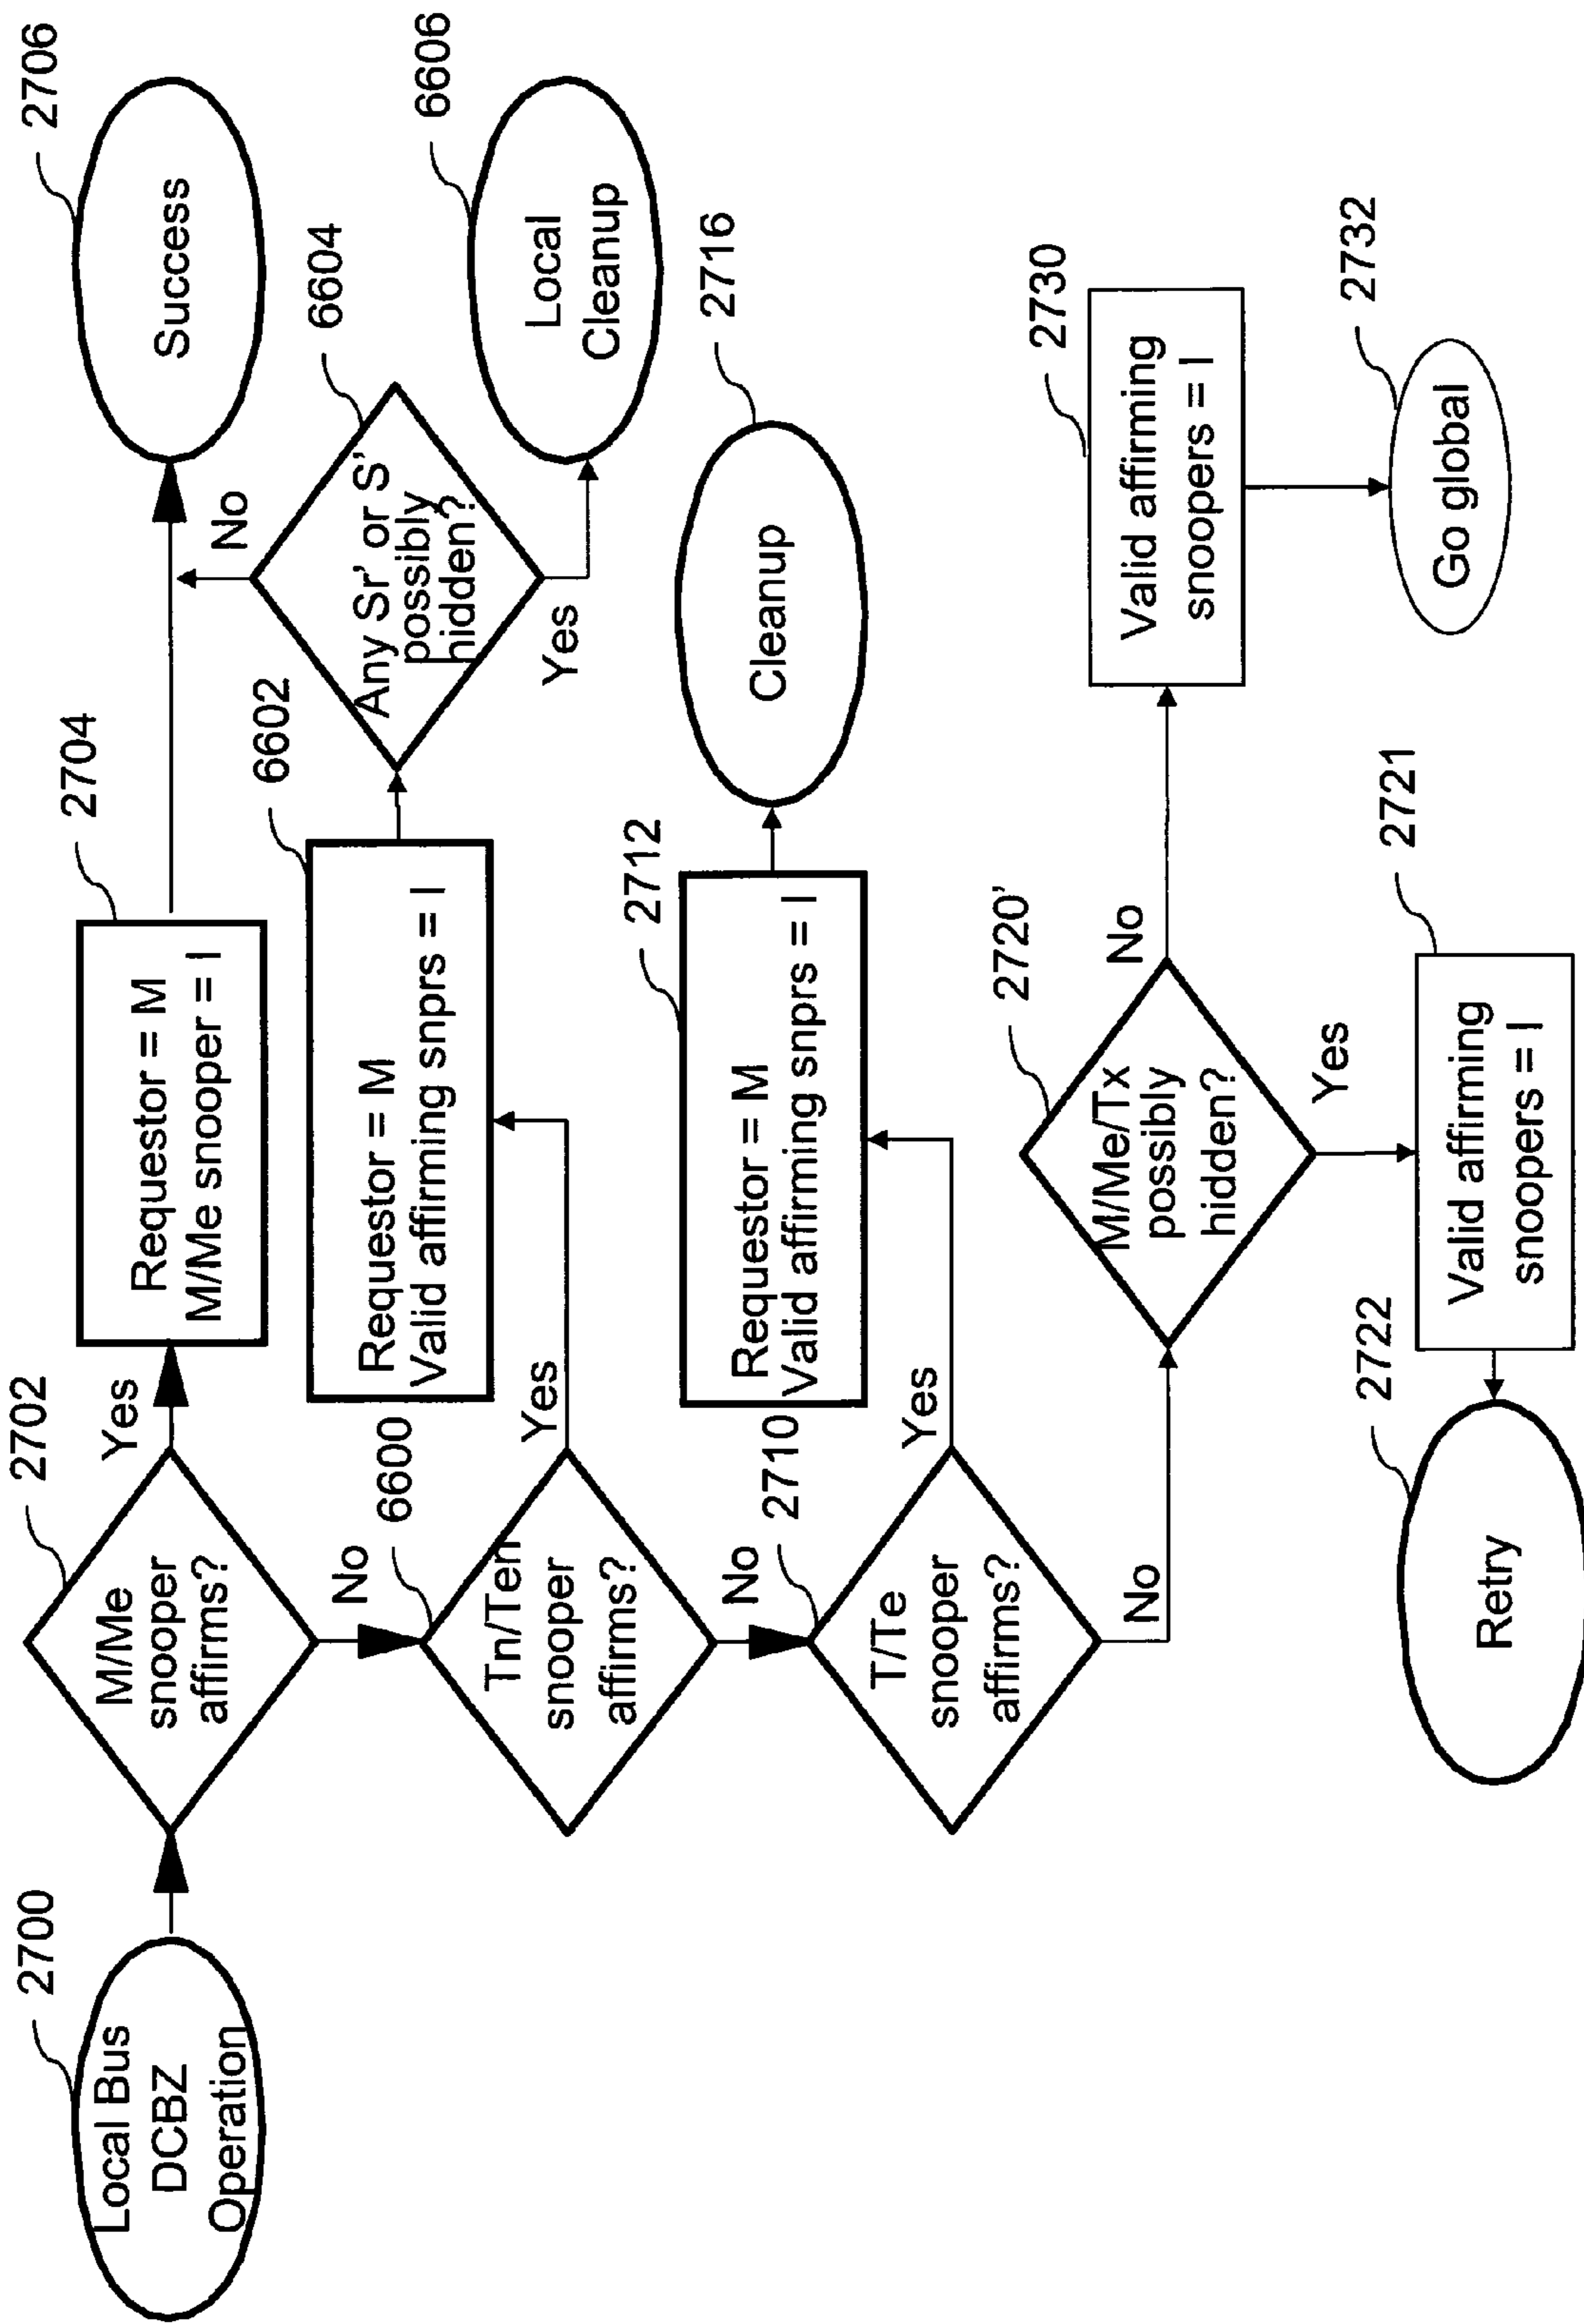 2700
Local Bus
DCBZ
Operation
2702
M/Me
snooper
affirms?
Yes
2704
Requestor = M
M/Me snooper = I
2706
Success
No
6600
Tn/Ten
snooper
affirms?
Yes
6602
Requestor = M
Valid affirming snprs = I
6604
Any Sr' or S'
possibly
hidden?
No
Yes
6606
Local
Cleanup
No
2710
T/Te
snooper
affirms?
Yes
2712
Requestor = M
Valid affirming snprs = I
2716
Cleanup
No
2720'
M/Me/Tx
possibly
hidden?
No
2730
Valid affirming
snoopers = I
2732
Go global
Yes
2721
Valid affirming
snoopers = I
2722
Retry